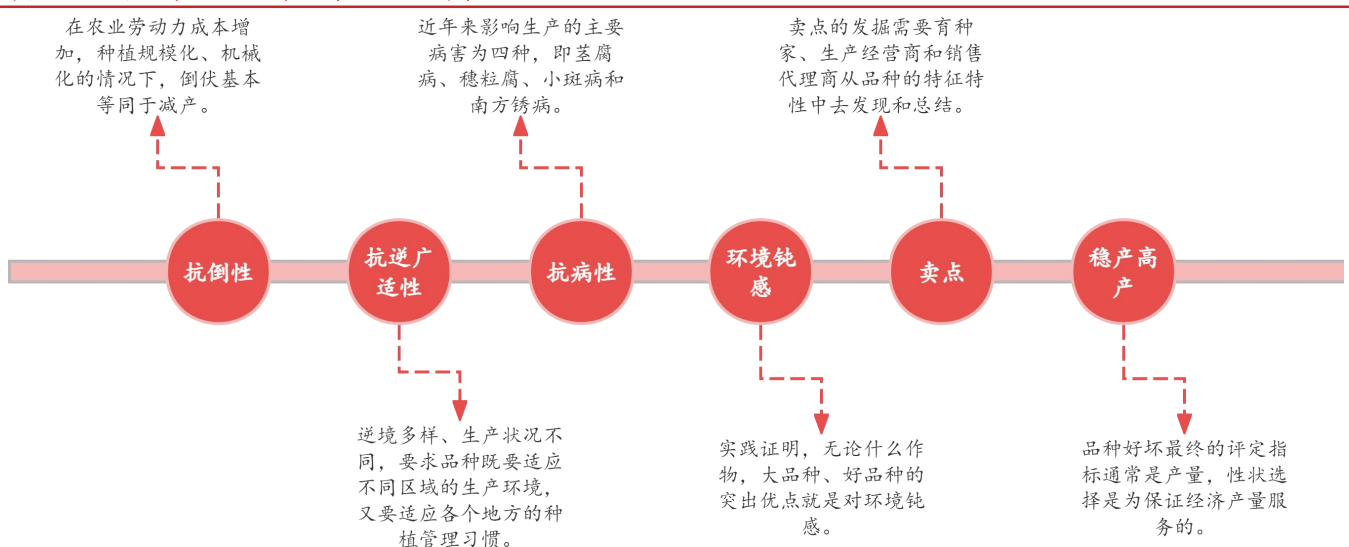 在农业劳动力成本增
加，种植规模化、机械
化的情况下，倒伏基本
等同于减产。
近年来影响生产的主要
病害为四种，即茎腐
病、穗粒腐、小斑病和
南方锈病。
卖点的发掘需要育种
家、生产经营商和销售
代理商从品种的特征特
性中去发现和总结。
抗倒性
抗逆广
适性
抗病性
环境钝
感
卖点
稳产高
产
逆境多样、生产状况不
同，要求品种既要适应
不同区域的生产环境，
又要适应各个地方的种
植管理习惯。
实践证明，无论什么作
物，大品种、好品种的
突出优点就是对环境钝
感。
品种好坏最终的评定指
标通常是产量，性状选
择是为保证经济产量服
务的。